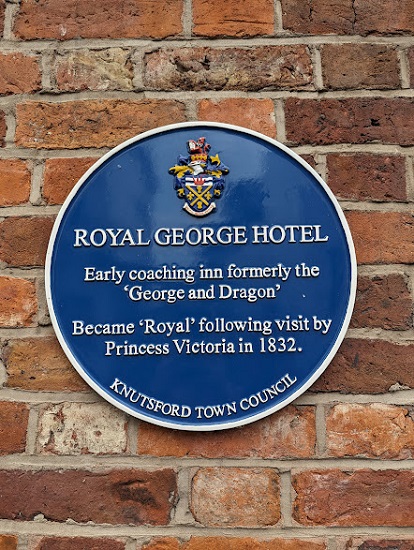 ROYAL GEORGE HOTEL
Early coaching inn formerly the
‘George and Dragon’
Became ‘Royal’ following visit by
Princess Victoria in 1832.
KNUTSFORD TOWN COUNCIL